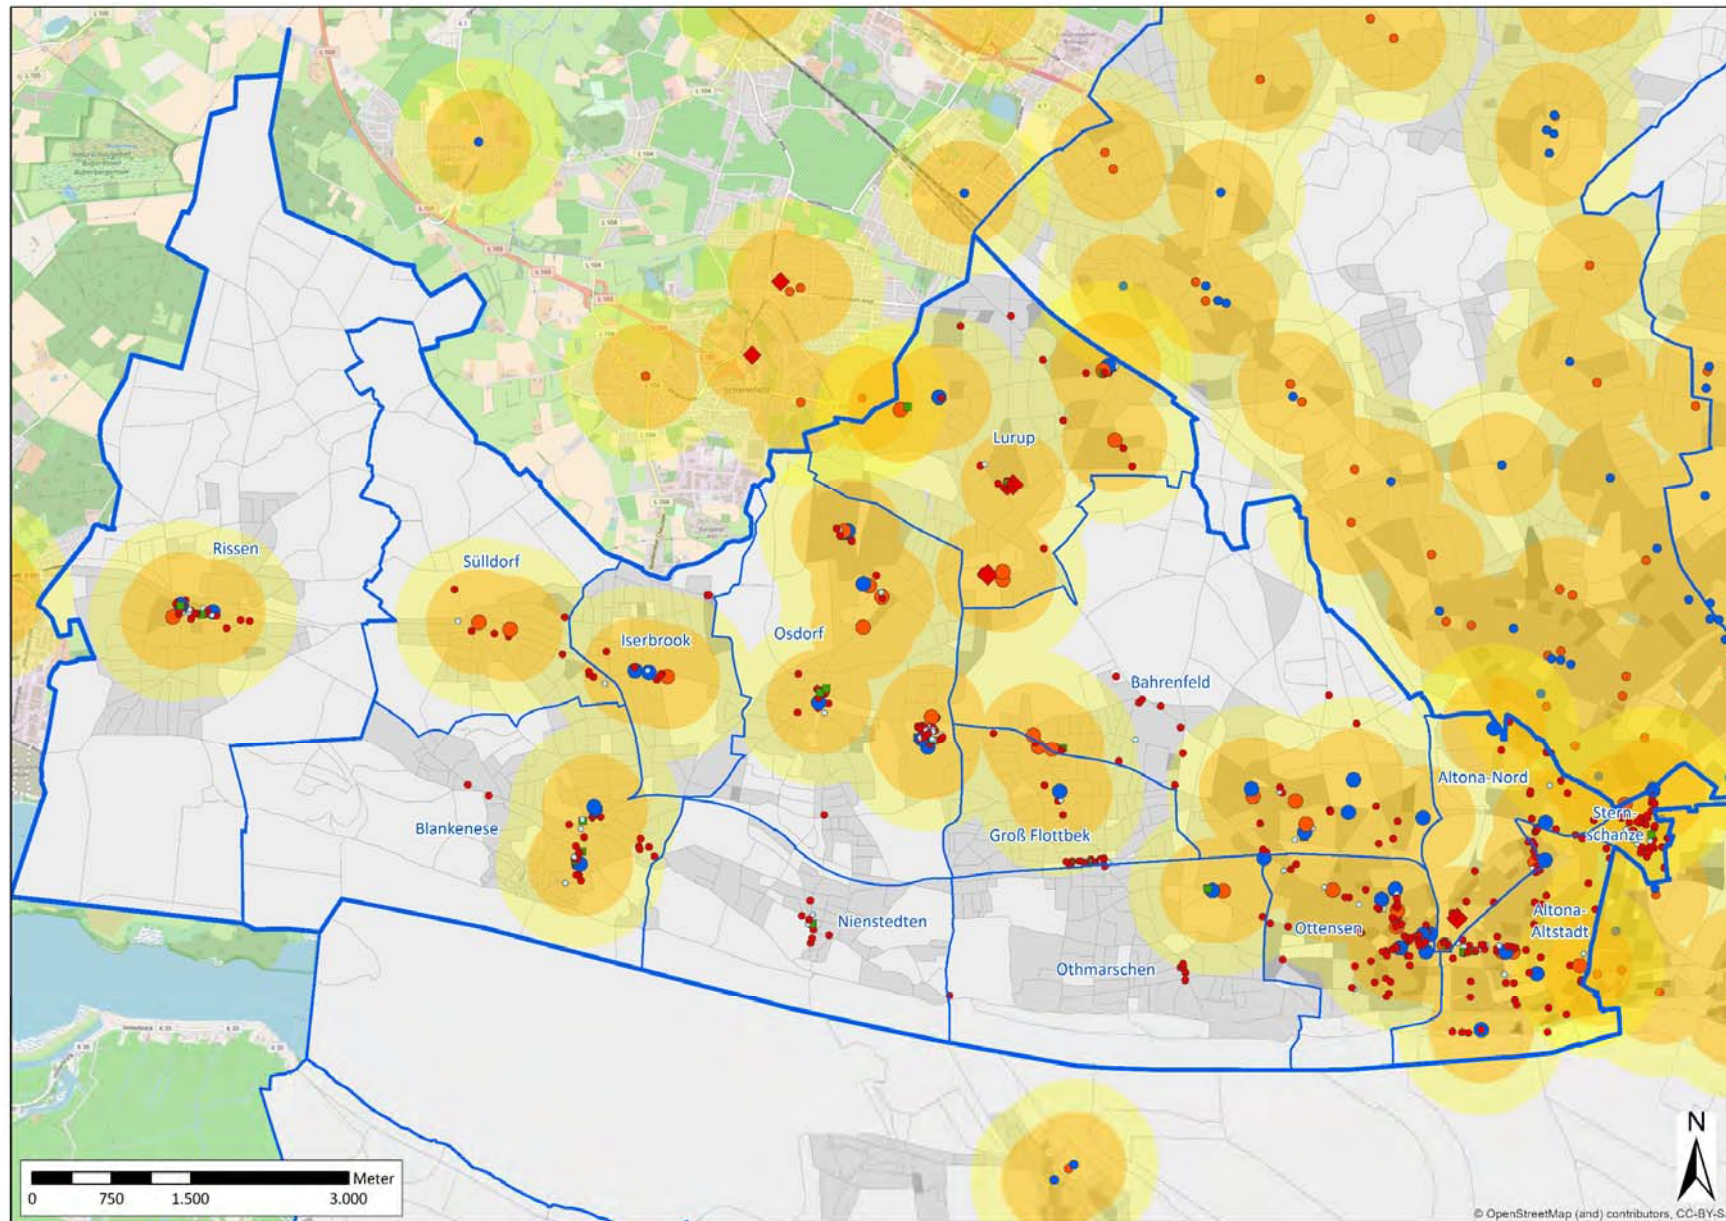 Rissen
Sülldorf
Iserbrook
Osdorf
Lurup
Bahrenfeld
Blankenese
Groß Flottbek
Altona-Nord
Stern-
schanze
Nienstedten
Ottensen
Altona-
Altstadt
Othmarschen
N
Meter
0 750 1.500 3.000
© OpenStreetMap (and) contributors, CC-BY-S